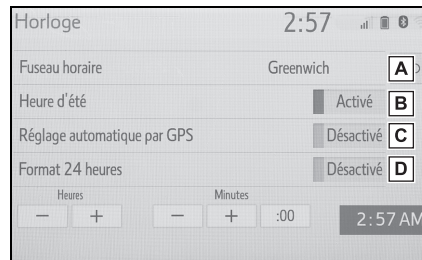 Horloge 2:57
Fuseau horaire Greenwich A
Heure d'été Activé B
Réglage automatique par GPS Désactivé C
Format 24 heures Désactivé D
Heures Minutes
− + − + :00 2:57 AM